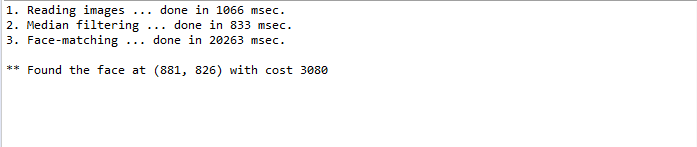 1. Reading images ... done in 1066 msec.
2. Median filtering ... done in 833 msec.
3. Face-matching ... done in 20263 msec.
** Found the face at (881, 826) with cost 3080